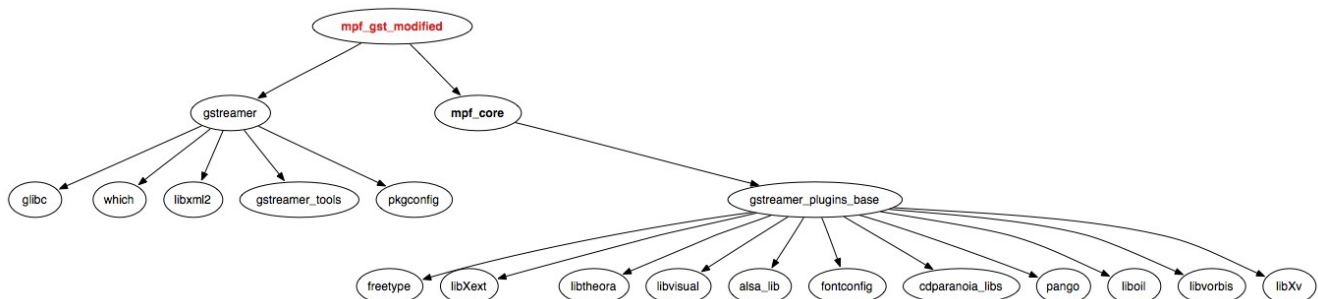 mpf_gst_modified
gstreamer
mpf_core
glibc
which
libxml2
gstreamer_tools
pkgconfig
gstreamer_plugins_base
freetype
libXext
libtheora
libvisual
alsa_lib
fontconfig
cdparanoia_libs
pango
liboil
libvorbis
libXv